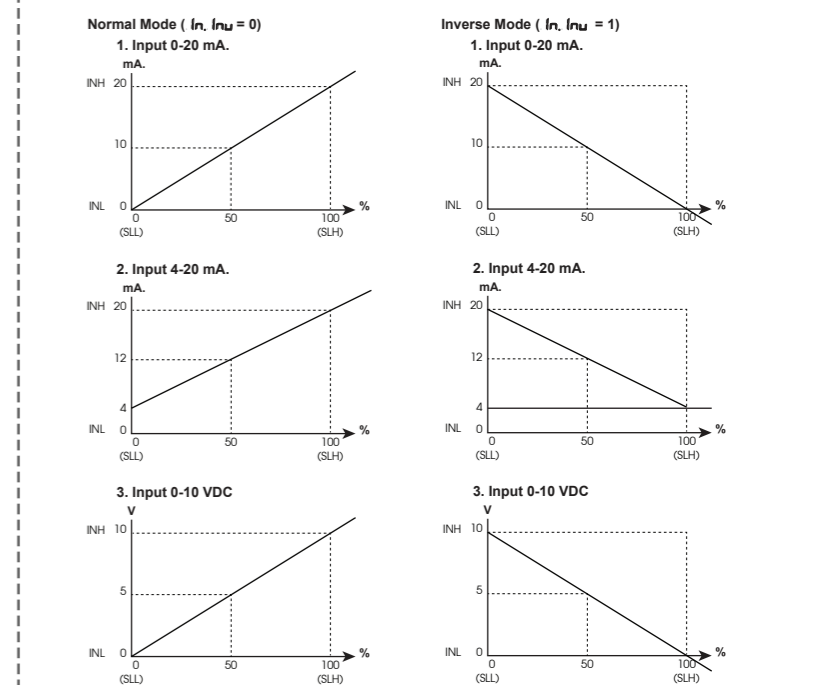 Normal Mode ( In. Inu = 0)
1. Input 0-20 mA.
mA.
INH 20
10
INL 0
0 50 100 %
(SLL) (SLH)
2. Input 4-20 mA.
mA.
INH 20
12
4
INL 0
0 50 100 %
(SLL) (SLH)
3. Input 0-10 VDC
V
INH 10
5
INL 0
0 50 100 %
(SLL) (SLH)
Inverse Mode ( In. Inu = 1)
1. Input 0-20 mA.
mA.
INH 20
10
INL 0
0 50 100 %
(SLL) (SLH)
2. Input 4-20 mA.
mA.
INH 20
12
4
INL 0
0 50 100 %
(SLL) (SLH)
3. Input 0-10 VDC
V
INH 10
5
INL 0
0 50 100 %
(SLL) (SLH)